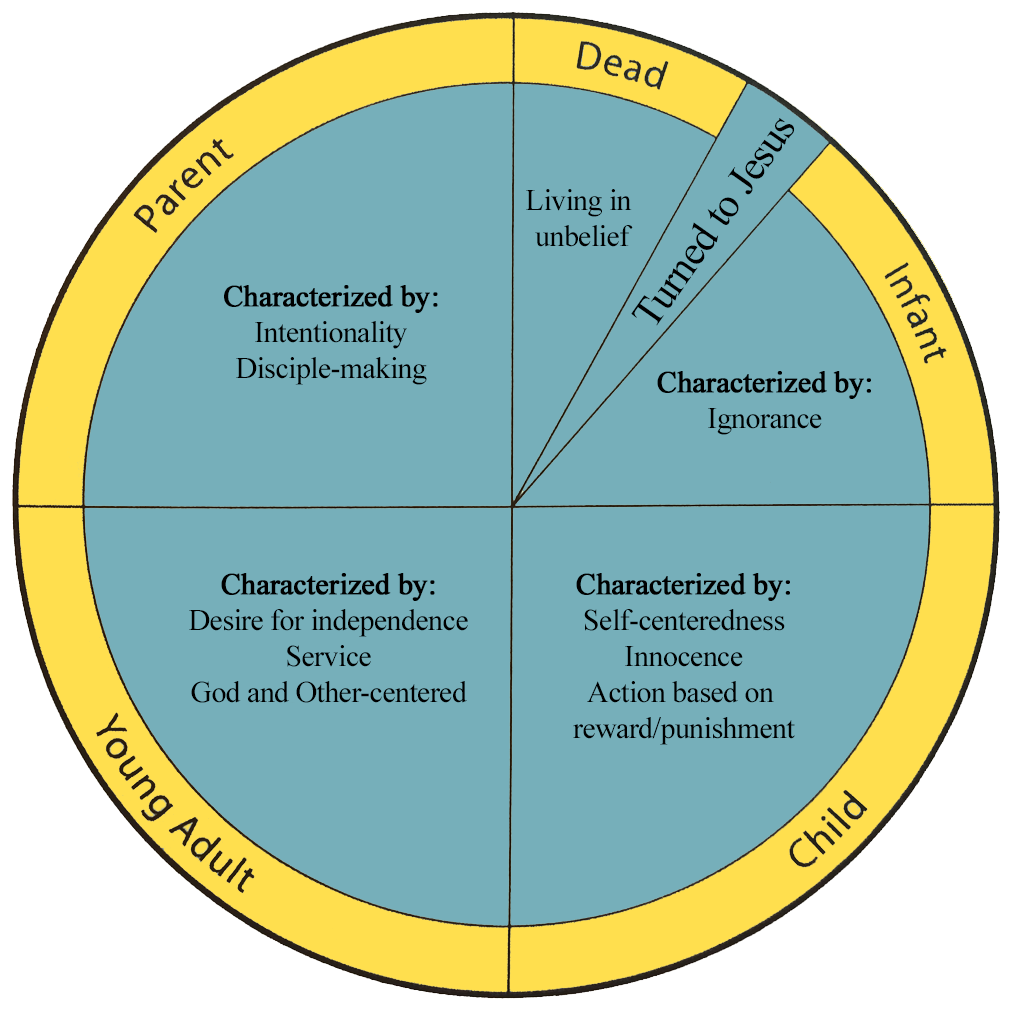 Dead
Living in
unbelief
Turned to Jesus
Infant
Characterized by:
Ignorance
Child
Characterized by:
Self-centeredness
Innocence
Action based on
reward/punishment
Young Adult
Characterized by:
Desire for independence
Service
God and Other-centered
Parent
Characterized by:
Intentionality
Disciple-making